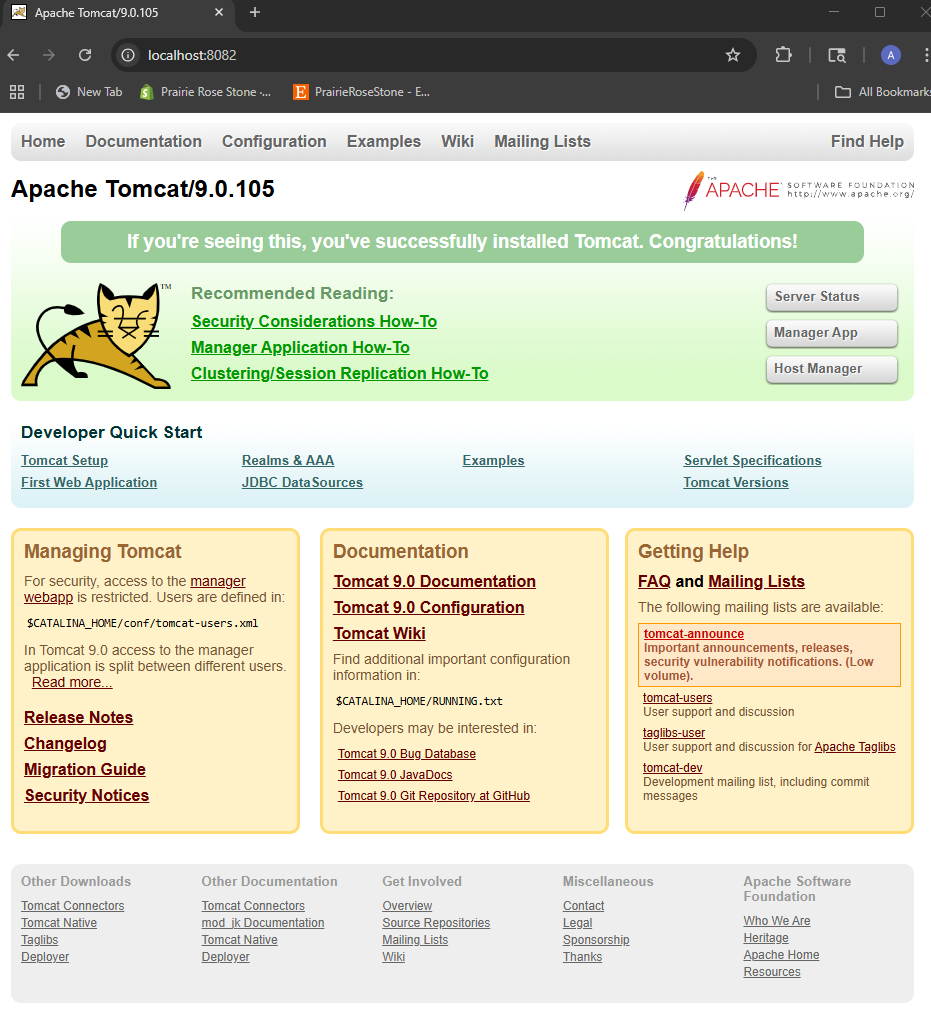 Apache Tomcat/9.0.105
localhost:8082
A
New Tab
Prairie Rose Stone -...
E
PrairieRoseStone - E...
All Bookmarks
Home Documentation Configuration Examples Wiki Mailing Lists Find Help
Apache Tomcat/9.0.105
THE APACHE SOFTWARE FOUNDATION
http://www.apache.org/
If you're seeing this, you've successfully installed Tomcat. Congratulations!
TM
Recommended Reading:
Security Considerations How-To
Manager Application How-To
Clustering/Session Replication How-To
Server Status
Manager App
Host Manager
Developer Quick Start
Tomcat Setup
First Web Application
Realms & AAA
JDBC DataSources
Examples
Servlet Specifications
Tomcat Versions
Managing Tomcat
For security, access to the manager
webapp is restricted. Users are defined in:
$CATALINA_HOME/conf/tomcat-users.xml
In Tomcat 9.0 access to the manager
application is split between different users.
Read more...
Release Notes
Changelog
Migration Guide
Security Notices
Documentation
Tomcat 9.0 Documentation
Tomcat 9.0 Configuration
Tomcat Wiki
Find additional important configuration
information in:
$CATALINA_HOME/RUNNING.txt
Developers may be interested in:
Tomcat 9.0 Bug Database
Tomcat 9.0 JavaDocs
Tomcat 9.0 Git Repository at GitHub
Getting Help
FAQ and Mailing Lists
The following mailing lists are available:
tomcat-announce
Important announcements, releases,
security vulnerability notifications. (Low
volume).
tomcat-users
User support and discussion
taglibs-user
User support and discussion for Apache Taglibs
tomcat-dev
Development mailing list, including commit
messages
Other Downloads
Tomcat Connectors
Tomcat Native
Taglibs
Deployer
Other Documentation
Tomcat Connectors
mod_jk Documentation
Tomcat Native
Deployer
Get Involved
Overview
Source Repositories
Mailing Lists
Wiki
Miscellaneous
Contact
Legal
Sponsorship
Thanks
Apache Software
Foundation
Who We Are
Heritage
Apache Home
Resources